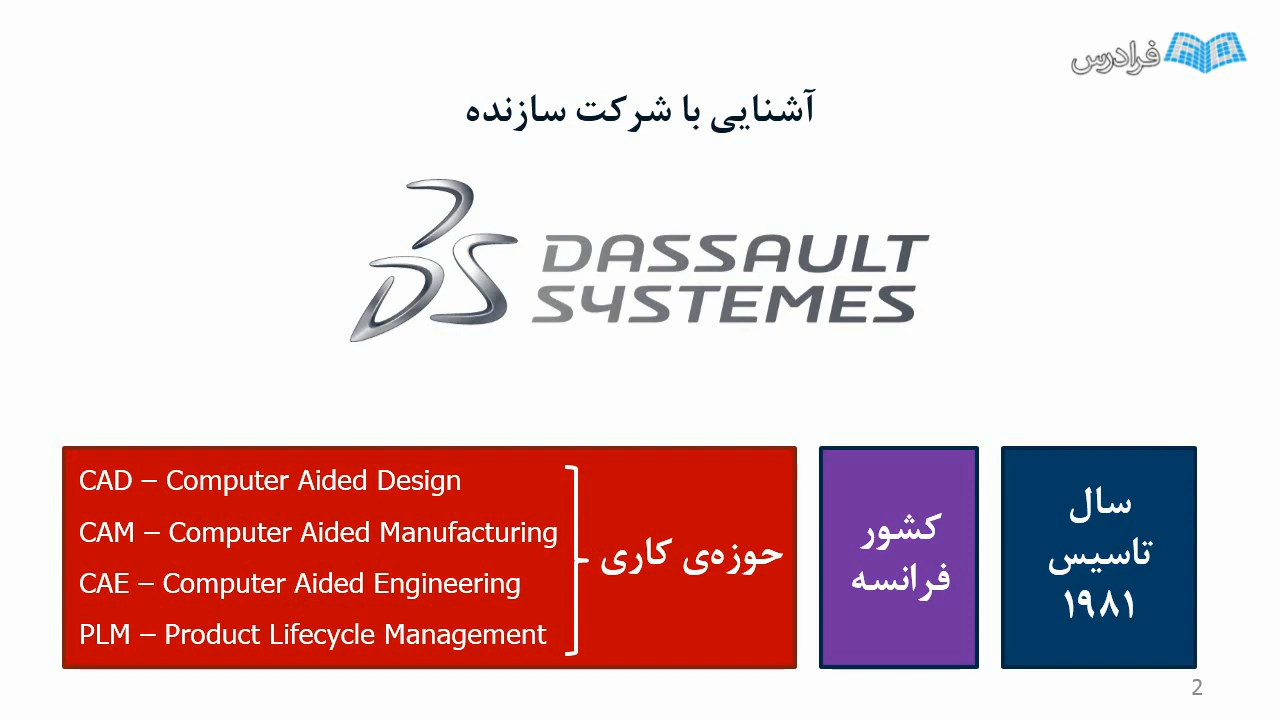 فرادرس
آشنایی با شرکت سازنده
DASSAULT
SYSTEMES
سال
تاسیس
۱۹۸۱
کشور
فرانسه
حوزه‌ی کاری
CAD – Computer Aided Design
CAM – Computer Aided Manufacturing
CAE – Computer Aided Engineering
PLM – Product Lifecycle Management
2